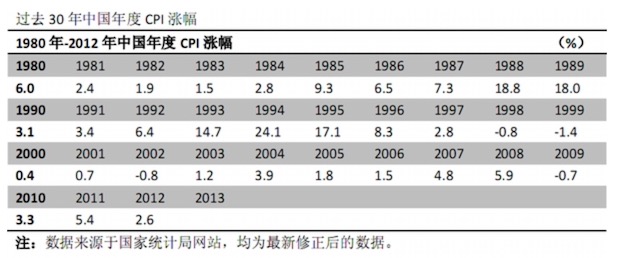 过去 30 年中国年度 CPI 涨幅
1980 年-2012 年中国年度 CPI 涨幅 （%）
1980 1981 1982 1983 1984 1985 1986 1987 1988 1989
6.0 2.4 1.9 1.5 2.8 9.3 6.5 7.3 18.8 18.0
1990 1991 1992 1993 1994 1995 1996 1997 1998 1999
3.1 3.4 6.4 14.7 24.1 17.1 8.3 2.8 -0.8 -1.4
2000 2001 2002 2003 2004 2005 2006 2007 2008 2009
0.4 0.7 -0.8 1.2 3.9 1.8 1.5 4.8 5.9 -0.7
2010 2011 2012 2013
3.3 5.4 2.6
注：数据来源于国家统计局网站，均为最新修正后的数据。